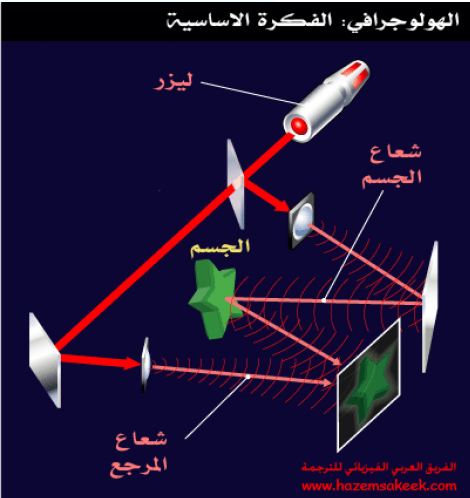 الهولوجرافي: الفكرة الاساسية
ليزر
شعاع
الجسم
الجسم
شعاع
المرجع
الفريق العربي الفيزيائي للترجمة
www.hazemsakeek.com